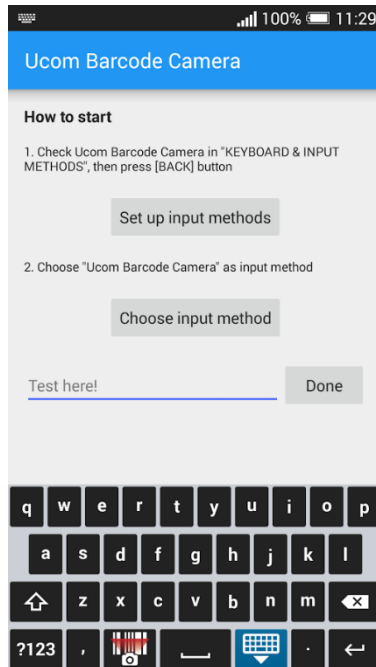 100% 11:29
Ucom Barcode Camera
How to start
1. Check Ucom Barcode Camera in "KEYBOARD & INPUT
METHODS", then press [BACK] button
Set up input methods
2. Choose "Ucom Barcode Camera" as input method
Choose input method
Test here! Done
q w e r t y u i o p
a s d f g h j k l
z x c v b n m
?123 , .